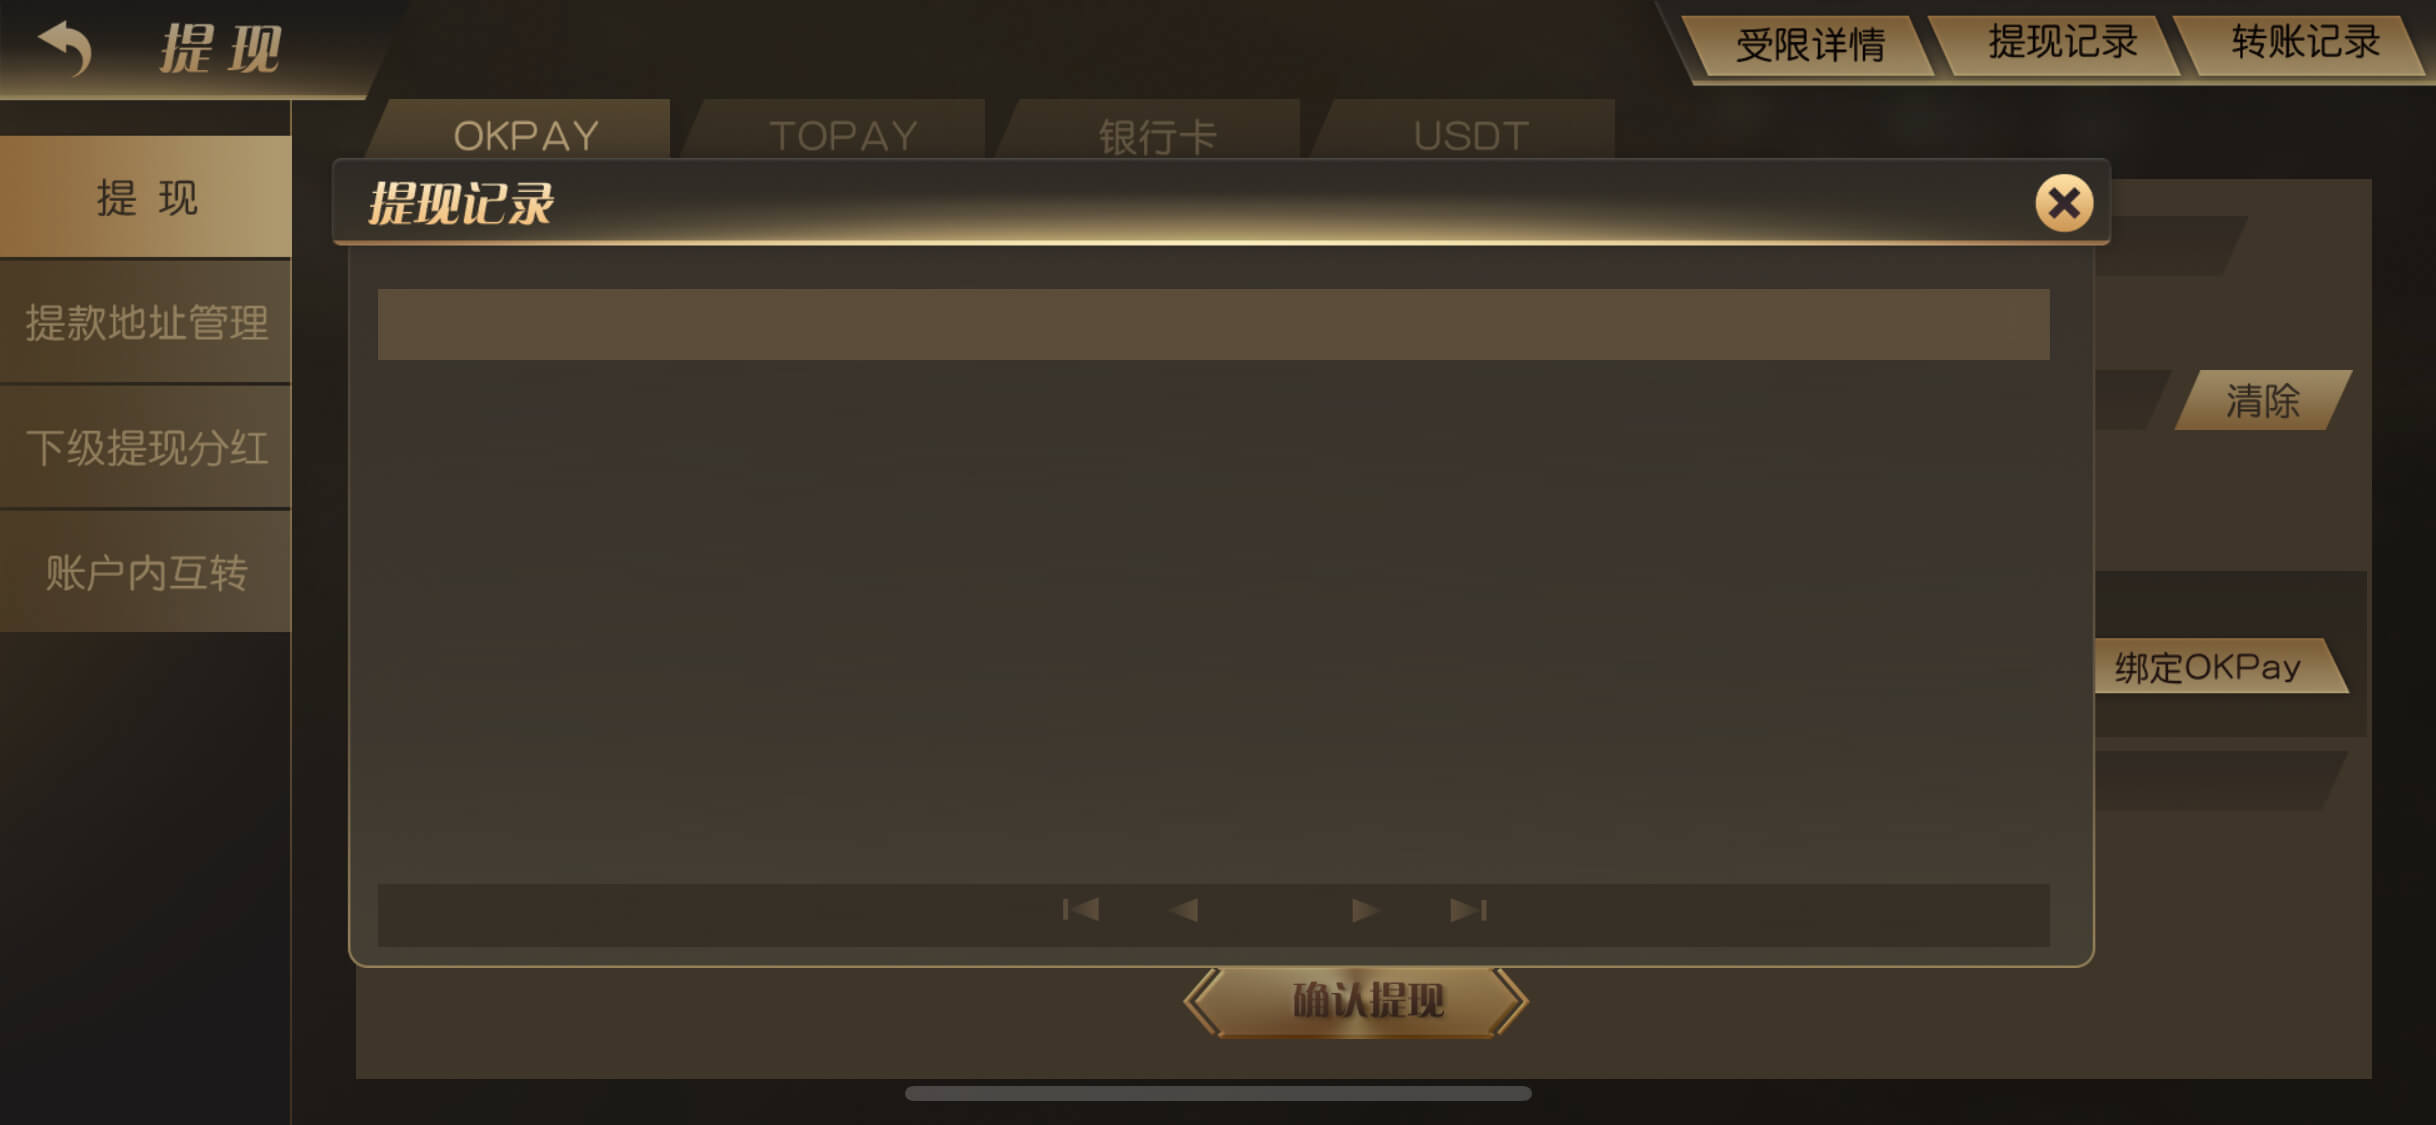 提现
受限详情
提现记录
转账记录
OKPAY
TOPAY
银行卡
USDT
提现
提款地址管理
下级提现分红
账户内互转
提现记录
清除
绑定OKPay
确认提现